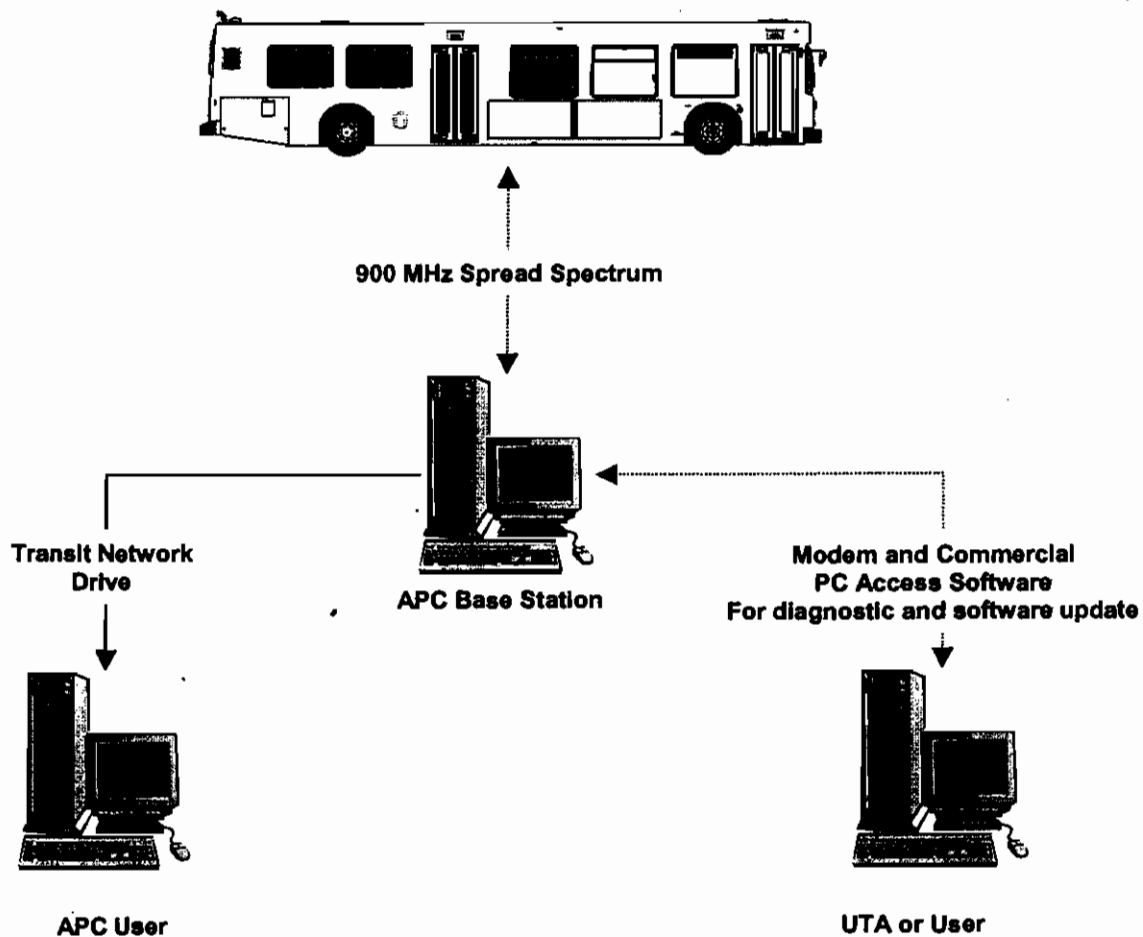 900 MHz Spread Spectrum
Transit Network
Drive
APC Base Station
Modem and Commercial
PC Access Software
For diagnostic and software update
APC User
UTA or User